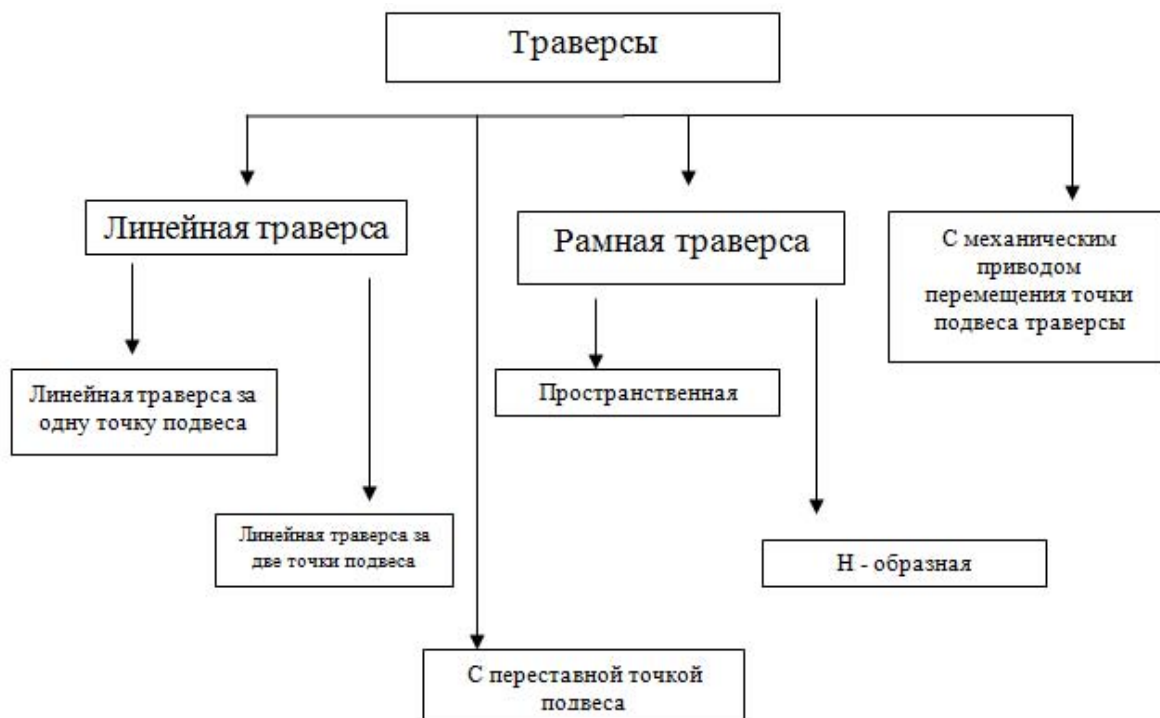 Траверсы
Линейная траверса
Рамная траверса
С механическим
приводом
перемещения точки
подвеса траверсы
Линейная траверса за
одну точку подвеса
Пространственная
Линейная траверса за
две точки подвеса
Н - образная
С переставной точкой
подвеса